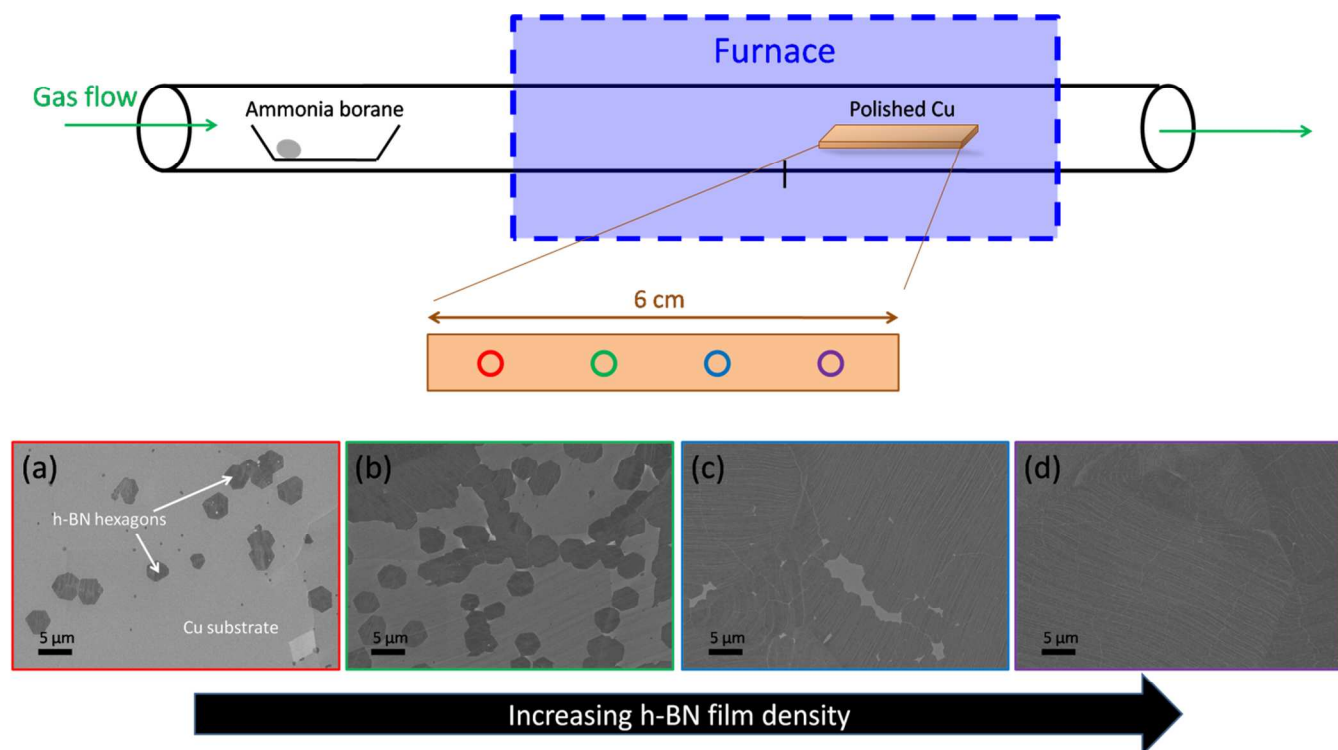 Furnace
Gas flow
Ammonia borane
Polished Cu
6 cm
(a)
h-BN hexagons
Cu substrate
5 µm
(b)
5 µm
(c)
5 µm
(d)
5 µm
Increasing h-BN film density